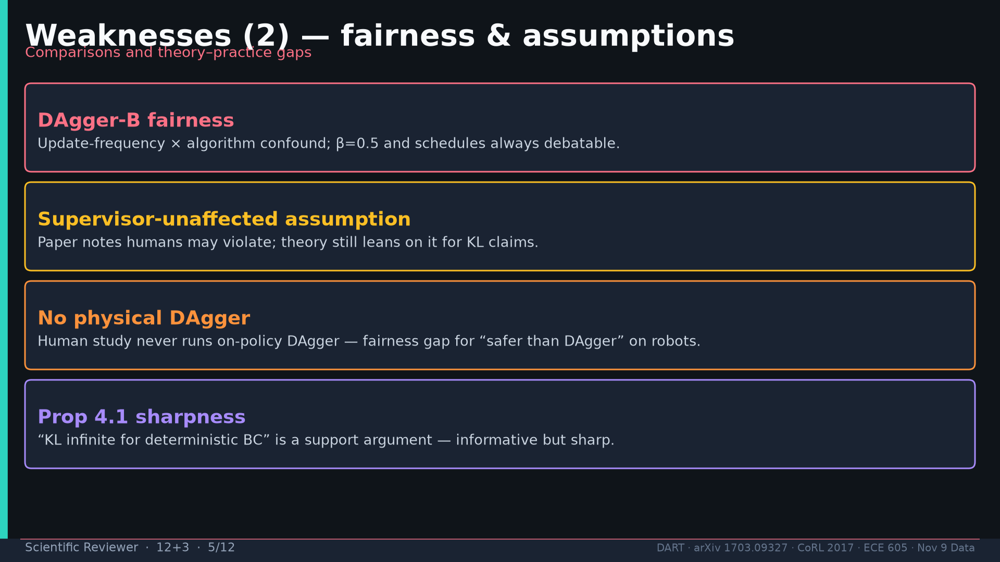 Weaknesses (2) — fairness & assumptions
Comparisons and theory–practice gaps
DAgger-B fairness
Update-frequency × algorithm confound; β=0.5 and schedules always debatable.
Supervisor-unaffected assumption
Paper notes humans may violate; theory still leans on it for KL claims.
No physical DAgger
Human study never runs on-policy DAgger — fairness gap for “safer than DAgger” on robots.
Prop 4.1 sharpness
“KL infinite for deterministic BC” is a support argument — informative but sharp.
Scientific Reviewer · 12+3 · 5/12
DART · arXiv 1703.09327 · CoRL 2017 · ECE 605 · Nov 9 Data